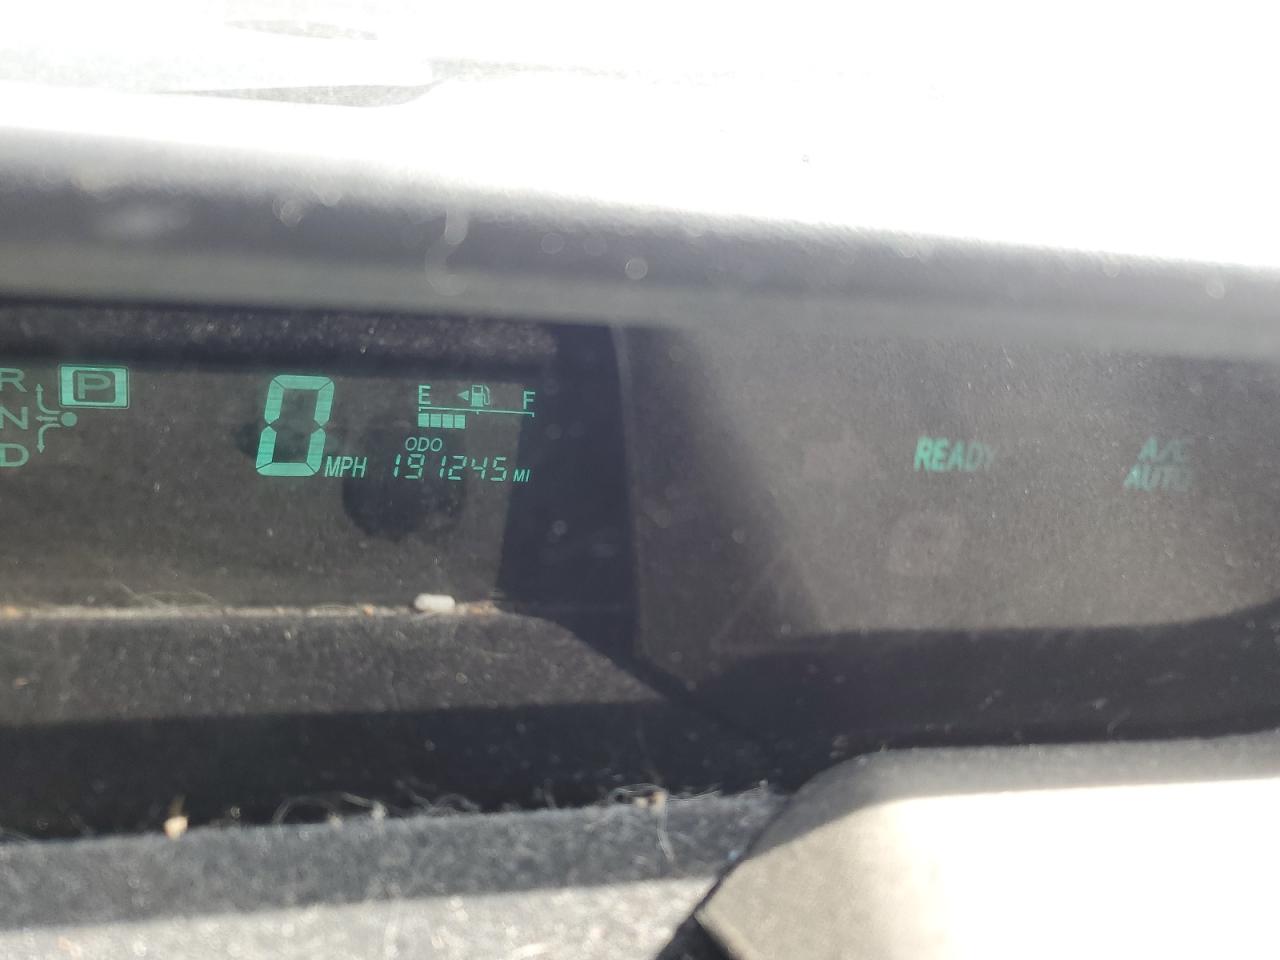 R P
N
D
0 MPH
E F
ODO
191245 MI
READY
A/C
AUTO